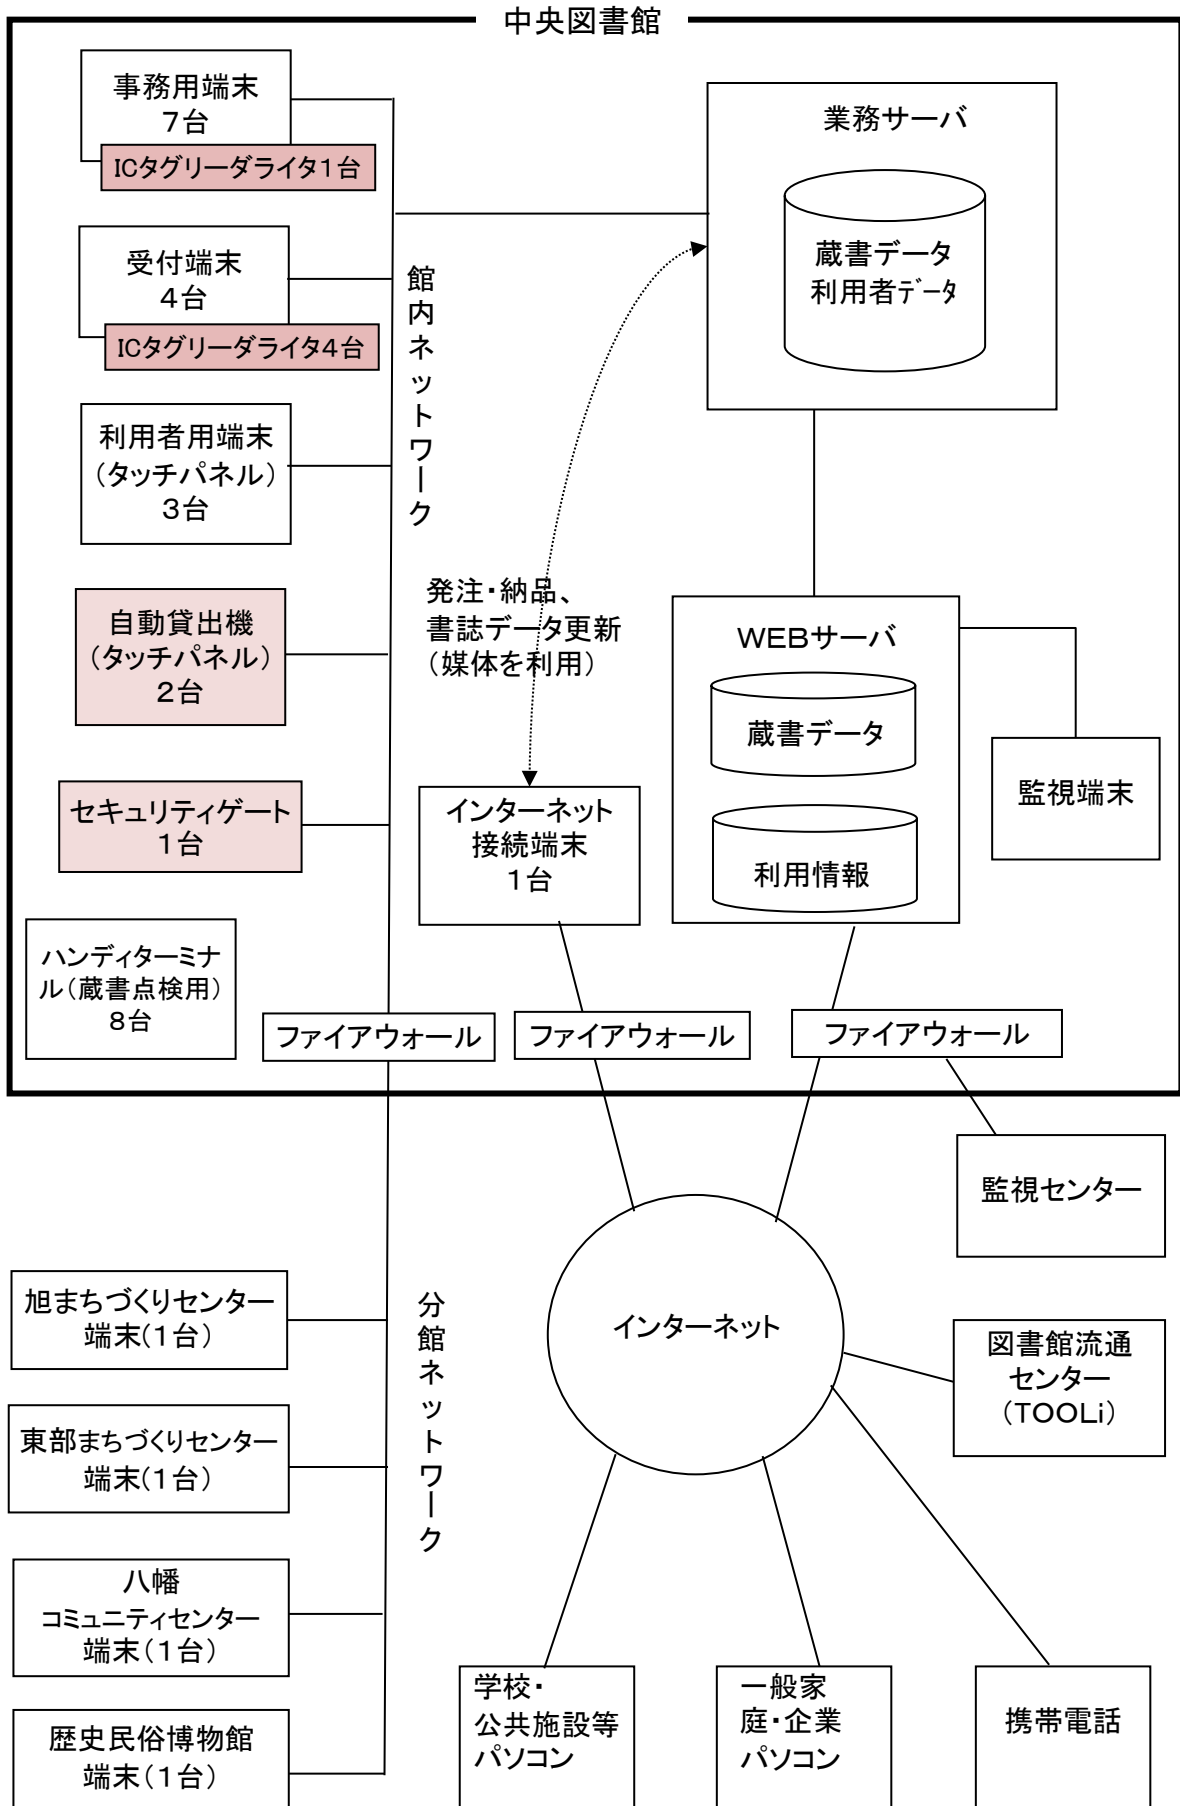 中央図書館
事務用端末
7台
ICタグリーダライタ1台
受付端末
4台
ICタグリーダライタ4台
利用者用端末
(タッチパネル)
3台
自動貸出機
(タッチパネル)
2台
セキュリティゲート
1台
ハンディターミナ
ル(蔵書点検用)
8台
館内ネットワーク
業務サーバ
蔵書データ
利用者データ
発注・納品、
書誌データ更新
(媒体を利用)
WEBサーバ
蔵書データ
利用情報
監視端末
インターネット
接続端末
1台
ファイアウォール
ファイアウォール
ファイアウォール
監視センター
旭まちづくりセンター
端末(1台)
東部まちづくりセンター
端末(1台)
八幡
コミュニティセンター
端末(1台)
歴史民俗博物館
端末(1台)
分館ネットワーク
インターネット
図書館流通
センター
(TOOLi)
学校・
公共施設等
パソコン
一般家
庭・企業
パソコン
携帯電話